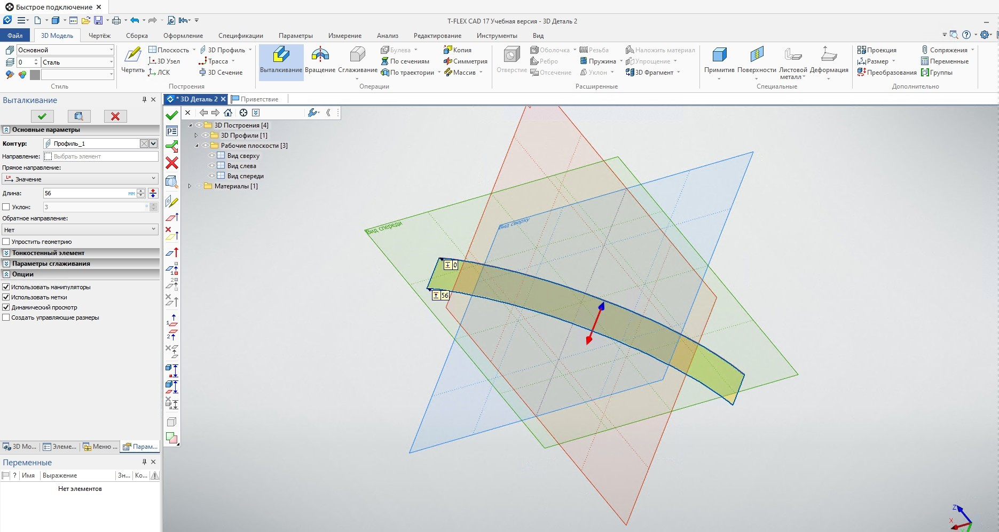 Быстрое подключение
T-FLEX CAD 17 Учебная версия - 3D Деталь 2
Файл 3D Модель Чертёж Сборка Оформление Спецификации Параметры Измерение Анализ Редактирование Инструменты Вид
Основной
0 Сталь
Стиль
Чертить
Плоскость
3D Узел
ЛСК
3D Профиль
Трасса
3D Сечение
Построения
Выталкивание
Вращение
Сглаживание
Булева
По сечениям
По траектории
Копия
Симметрия
Массив
Операции
Отверстие
Оболочка
Ребро
Отсечение
Резьба
Пружина
Уклон
Наложить материал
Упрощение
3D Фрагмент
Расширенные
Примитив
Поверхности
Листовой
металл
Деформация
Специальные
Проекция
Размер
Преобразования
Сопряжения
Переменные
Группы
Дополнительно
Выталкивание
Основные параметры
Контур: Профиль_1
Направление: Выбрать элемент
Прямое направление:
Значение
Длина: 56 мм
Уклон: 3 °
Обратное направление:
Нет
Упростить геометрию
Тонкостенный элемент
Параметры сглаживания
Опции
Использовать манипуляторы
Использовать метки
Динамический просмотр
Создать управляющие размеры
3D Мо... Элеме... Меню ... Парам...
Переменные
? Имя Выражение Зн... Ко...
Нет элементов
* 3D Деталь 2
Приветствие
3D Построения [4]
3D Профили [1]
Рабочие плоскости [3]
Вид сверху
Вид слева
Вид спереди
Материалы [1]
Вид спереди
Вид сверху
0
56
Z
X
Y